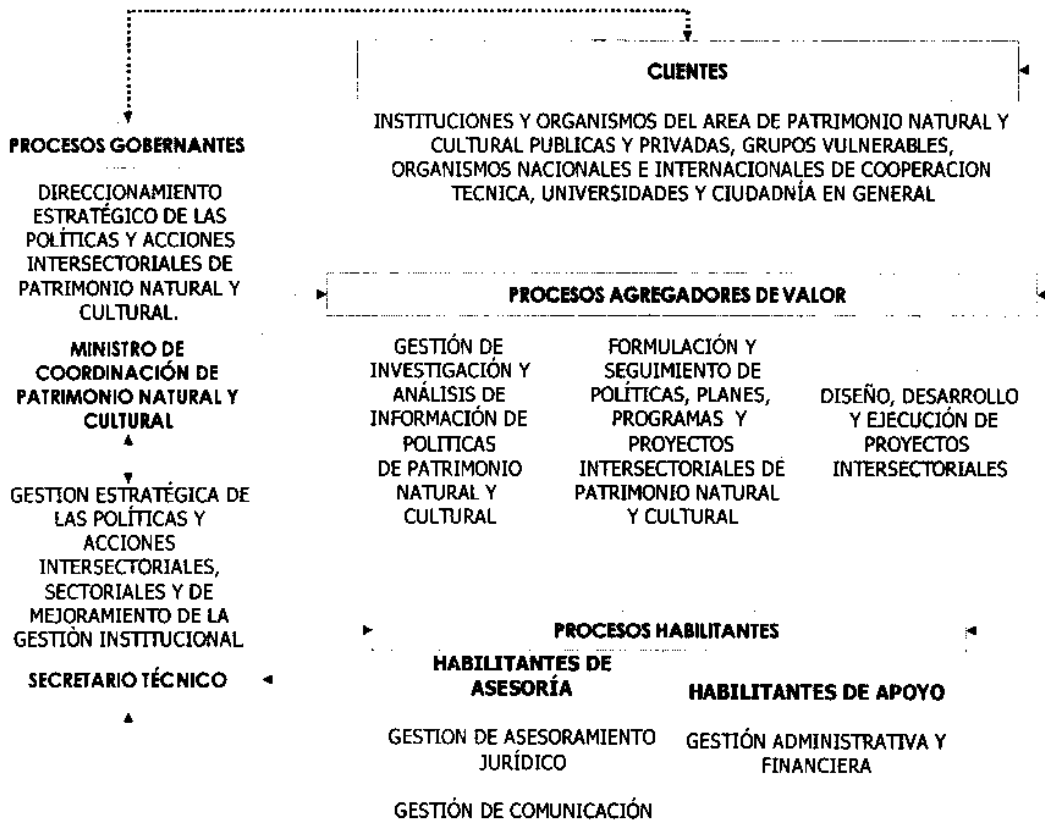 PROCESOS GOBERNANTES
DIRECCIONAMIENTO
ESTRATÉGICO DE LAS
POLÍTICAS Y ACCIONES
INTERSECTORIALES DE
PATRIMONIO NATURAL Y
CULTURAL.
MINISTRO DE
COORDINACIÓN DE
PATRIMONIO NATURAL Y
CULTURAL
GESTION ESTRATÉGICA DE
LAS POLÍTICAS Y
ACCIONES
INTERSECTORIALES,
SECTORIALES Y DE
MEJORAMIENTO DE LA
GESTIÒN INSTITUCIONAL
SECRETARIO TÉCNICO
CLIENTES
INSTITUCIONES Y ORGANISMOS DEL AREA DE PATRIMONIO NATURAL Y
CULTURAL PUBLICAS Y PRIVADAS, GRUPOS VULNERABLES,
ORGANISMOS NACIONALES E INTERNACIONALES DE COOPERACION
TECNICA, UNIVERSIDADES Y CIUDADNÍA EN GENERAL
PROCESOS AGREGADORES DE VALOR
GESTIÓN DE
INVESTIGACIÓN Y
ANÁLISIS DE
INFORMACIÓN DE
POLITICAS
DE PATRIMONIO
NATURAL Y
CULTURAL
FORMULACIÓN Y
SEGUIMIENTO DE
POLÍTICAS, PLANES,
PROGRAMAS Y
PROYECTOS
INTERSECTORIALES DE
PATRIMONIO NATURAL
Y CULTURAL
DISEÑO, DESARROLLO
Y EJECUCIÓN DE
PROYECTOS
INTERSECTORIALES
PROCESOS HABILITANTES
HABILITANTES DE
ASESORÍA
GESTION DE ASESORAMIENTO
JURÍDICO
GESTIÓN DE COMUNICACIÓN
HABILITANTES DE APOYO
GESTIÓN ADMINISTRATIVA Y
FINANCIERA